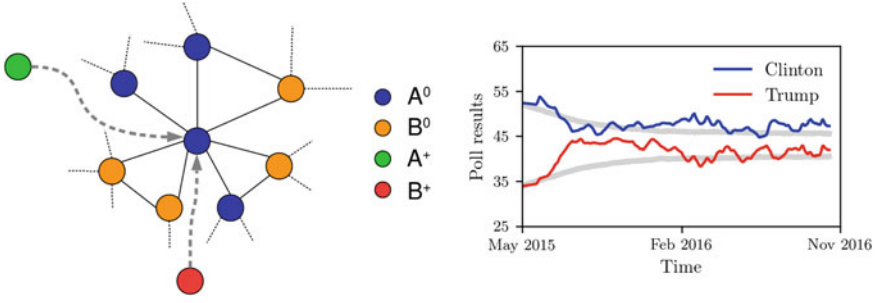 A⁰
B⁰
A⁺
B⁺
65
55
45
35
25
Poll results
Clinton
Trump
May 2015
Feb 2016
Nov 2016
Time